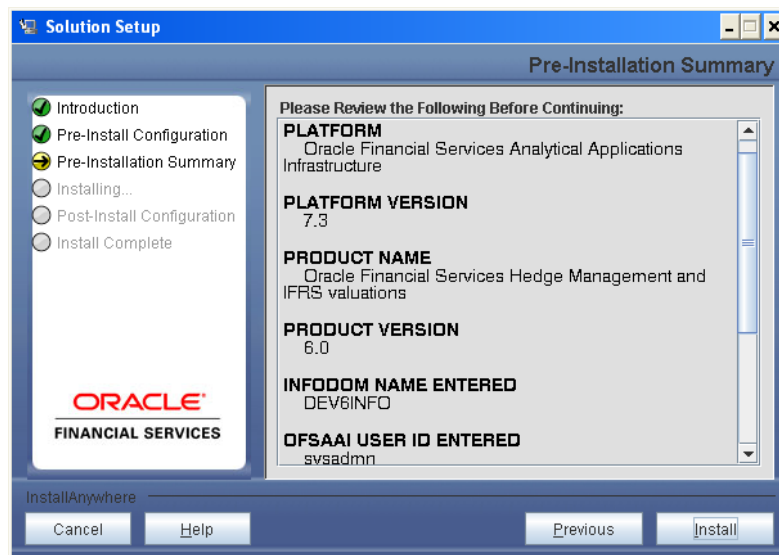 Solution Setup
Pre-Installation Summary
Introduction
Pre-Install Configuration
Pre-Installation Summary
Installing...
Post-Install Configuration
Install Complete
ORACLE
FINANCIAL SERVICES
Please Review the Following Before Continuing:
PLATFORM
Oracle Financial Services Analytical Applications
Infrastructure
PLATFORM VERSION
7.3
PRODUCT NAME
Oracle Financial Services Hedge Management and
IFRS valuations
PRODUCT VERSION
6.0
INFODOM NAME ENTERED
DEV6INFO
OFSAAI USER ID ENTERED
sysadmn
InstallAnywhere
Cancel
Help
Previous
Install